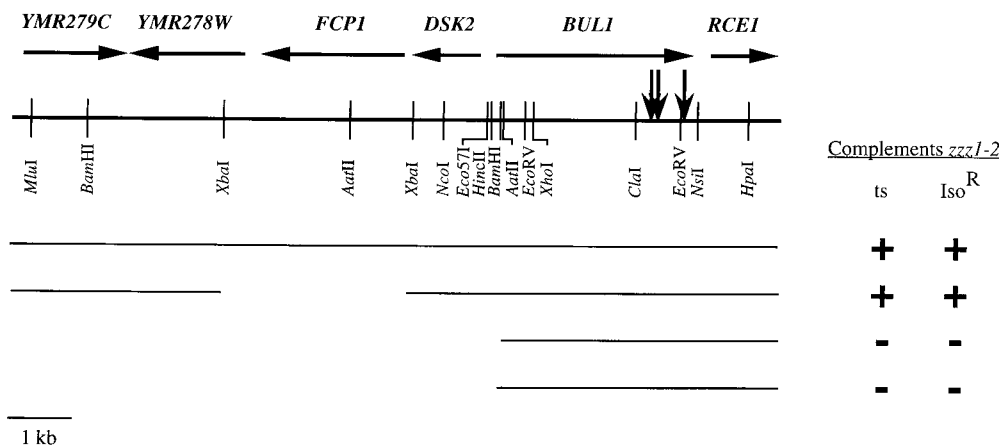 YMR279C YMR278W FCP1 DSK2 BUL1 RCE1
MluI
BamHI
XbaI
AatII
XbaI
NcoI
Eco57I
HincII
BamHI
AatII
EcoRV
XhoI
ClaI
EcoRV
NsiI
HpaI
Complements zzz1-2
ts Iso^R
+ +
+ +
- -
- -
1 kb